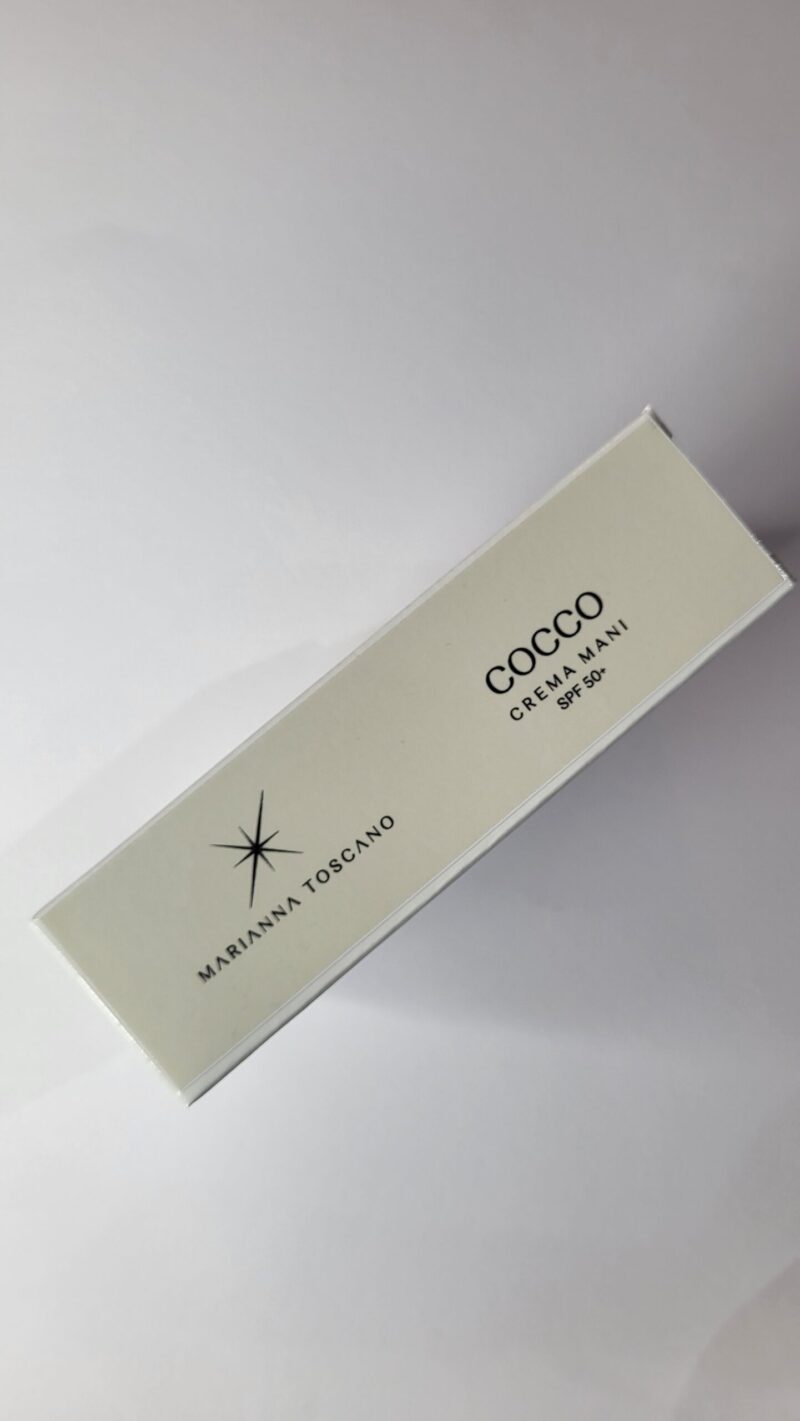 COCCO
CREMA MANI
SPF 50+
MARIANNA TOSCANO